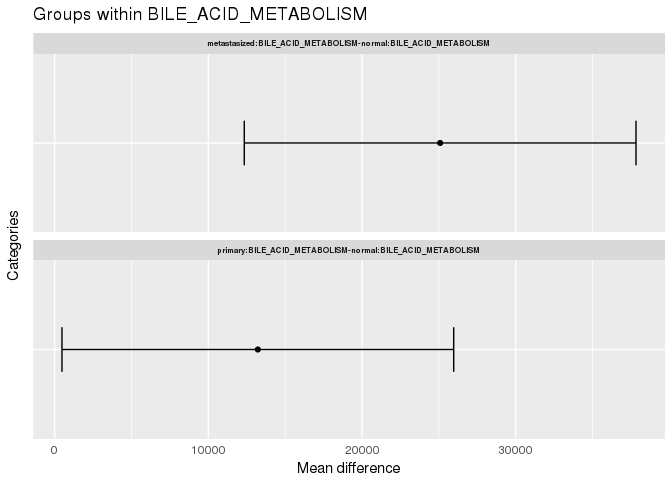 Groups within BILE_ACID_METABOLISM
metastasized:BILE_ACID_METABOLISM-normal:BILE_ACID_METABOLISM
primary:BILE_ACID_METABOLISM-normal:BILE_ACID_METABOLISM
Categories
0 10000 20000 30000
Mean difference